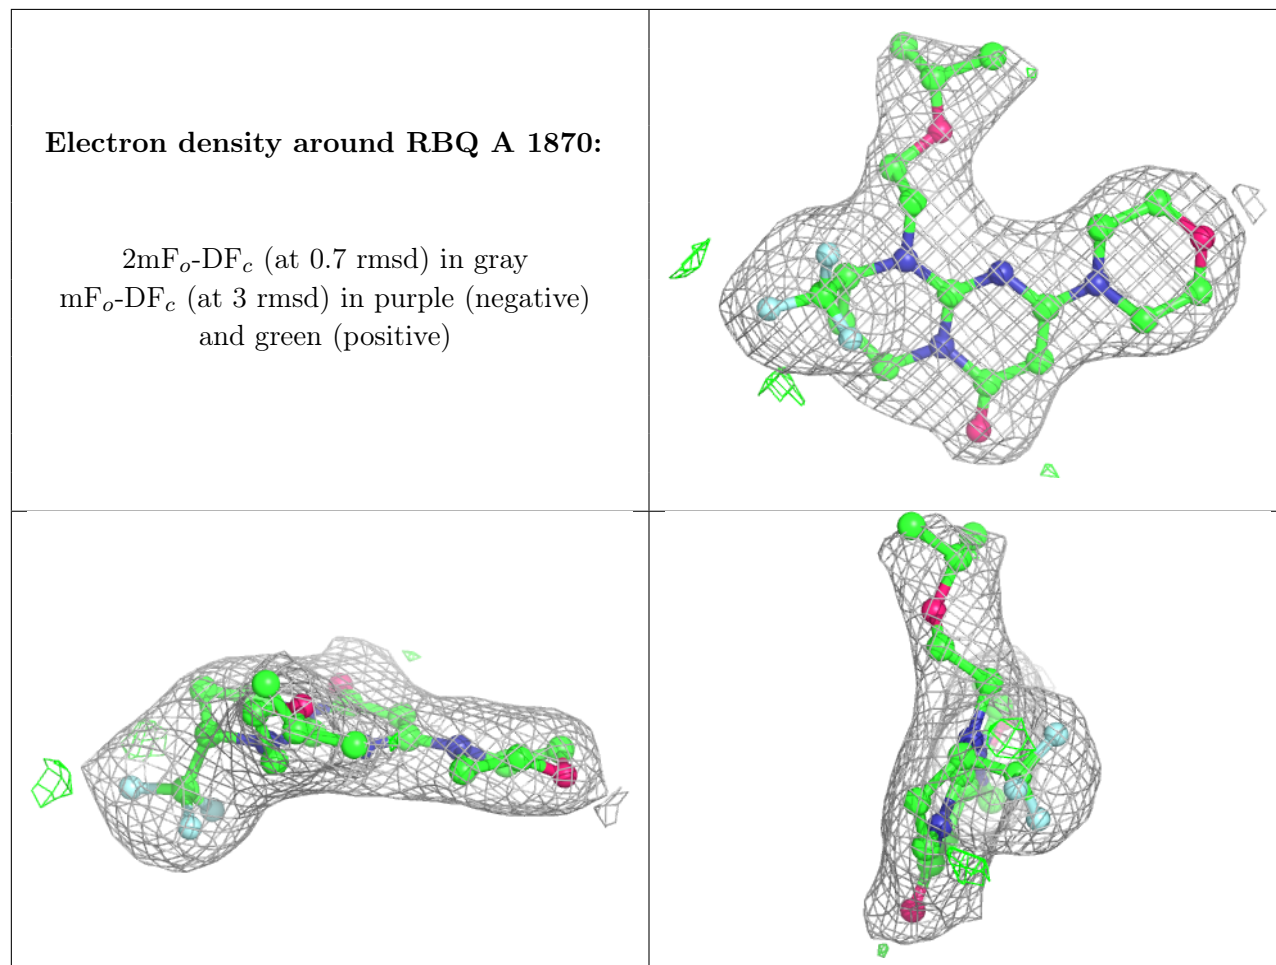 Electron density around RBQ A 1870:
2mFo-DFc (at 0.7 rmsd) in gray
mFo-DFc (at 3 rmsd) in purple (negative)
and green (positive)